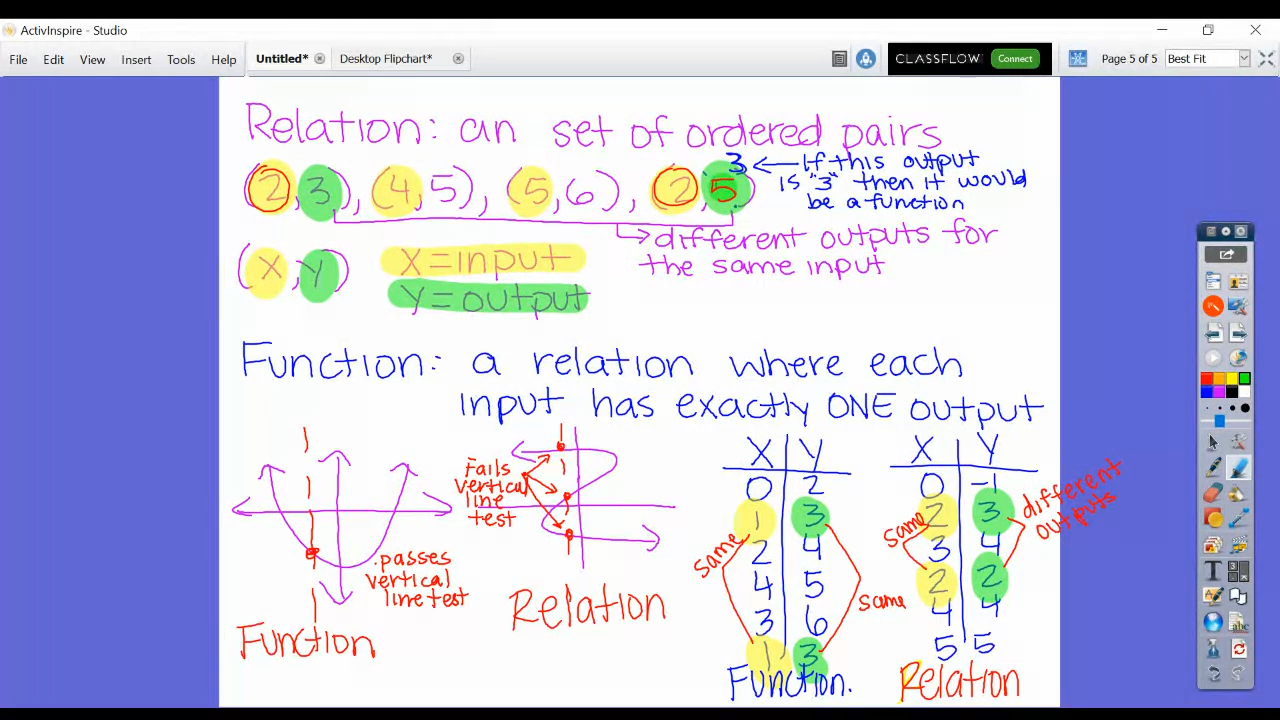 ActivInspire - Studio
File Edit View Insert Tools Help
Untitled*
Desktop Flipchart*
CLASSFLOW
Connect
Page 5 of 5
Best Fit
Relation: an set of ordered pairs
(2,3), (4,5), (5,6), (2,5)
3 ← If this output
is "3" then it would
be a function
different outputs for
the same input
(X,Y)
X=input
Y=output
Function: a relation where each
input has exactly ONE output
passes
vertical
line test
Function
Fails
vertical
line
test
Relation
X Y
0 2
1 3
2 4
4 5
3 6
1 3
same
same
Function.
X Y
0 -1
2 3
3 4
2 2
4 4
5 5
same
different
outputs
Relation